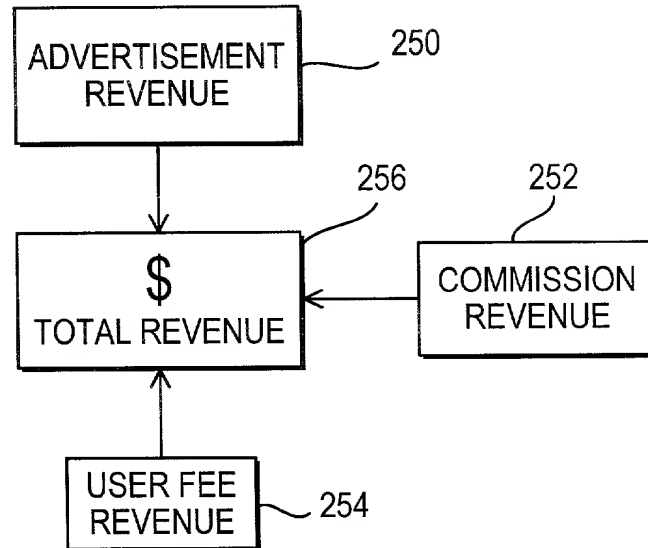 ADVERTISEMENT
REVENUE
250
256
252
$
TOTAL REVENUE
COMMISSION
REVENUE
USER FEE
REVENUE
254